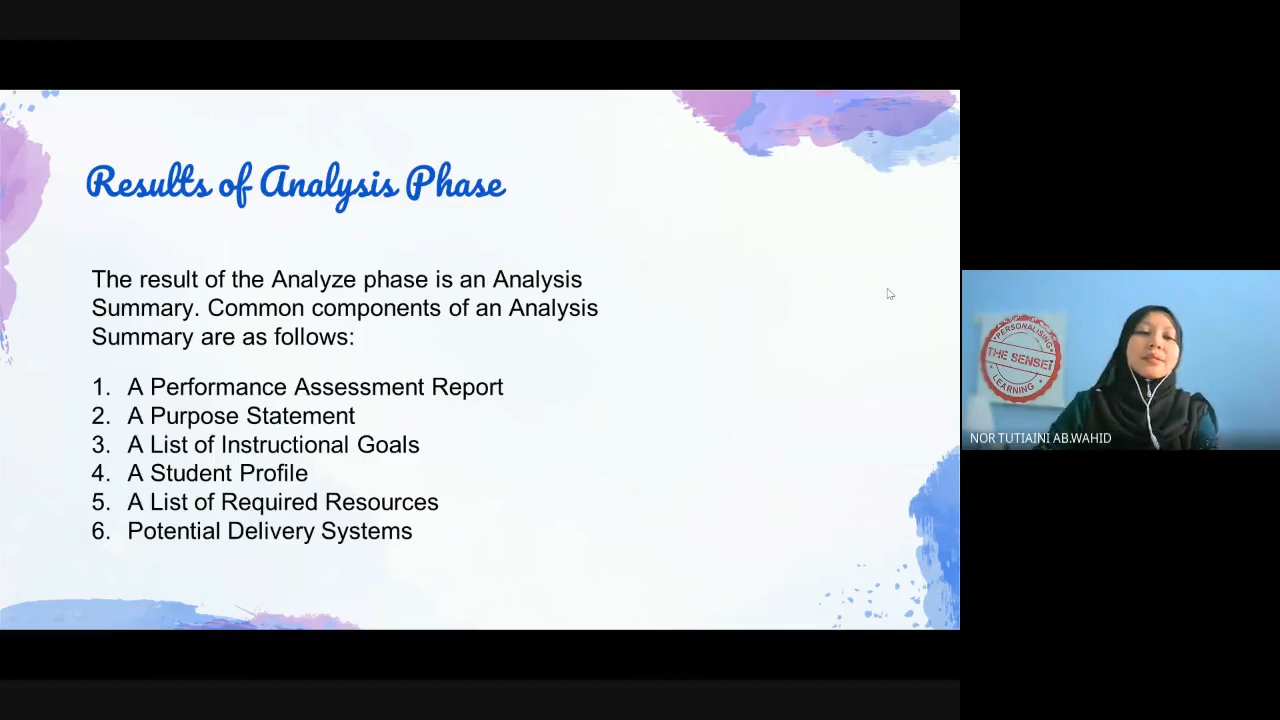 Results of Analysis Phase
The result of the Analyze phase is an Analysis
Summary. Common components of an Analysis
Summary are as follows:
1. A Performance Assessment Report
2. A Purpose Statement
3. A List of Instructional Goals
4. A Student Profile
5. A List of Required Resources
6. Potential Delivery Systems
PERSONALISING
THE SENSEI
LEARNING
NOR TUTIAINI AB.WAHID